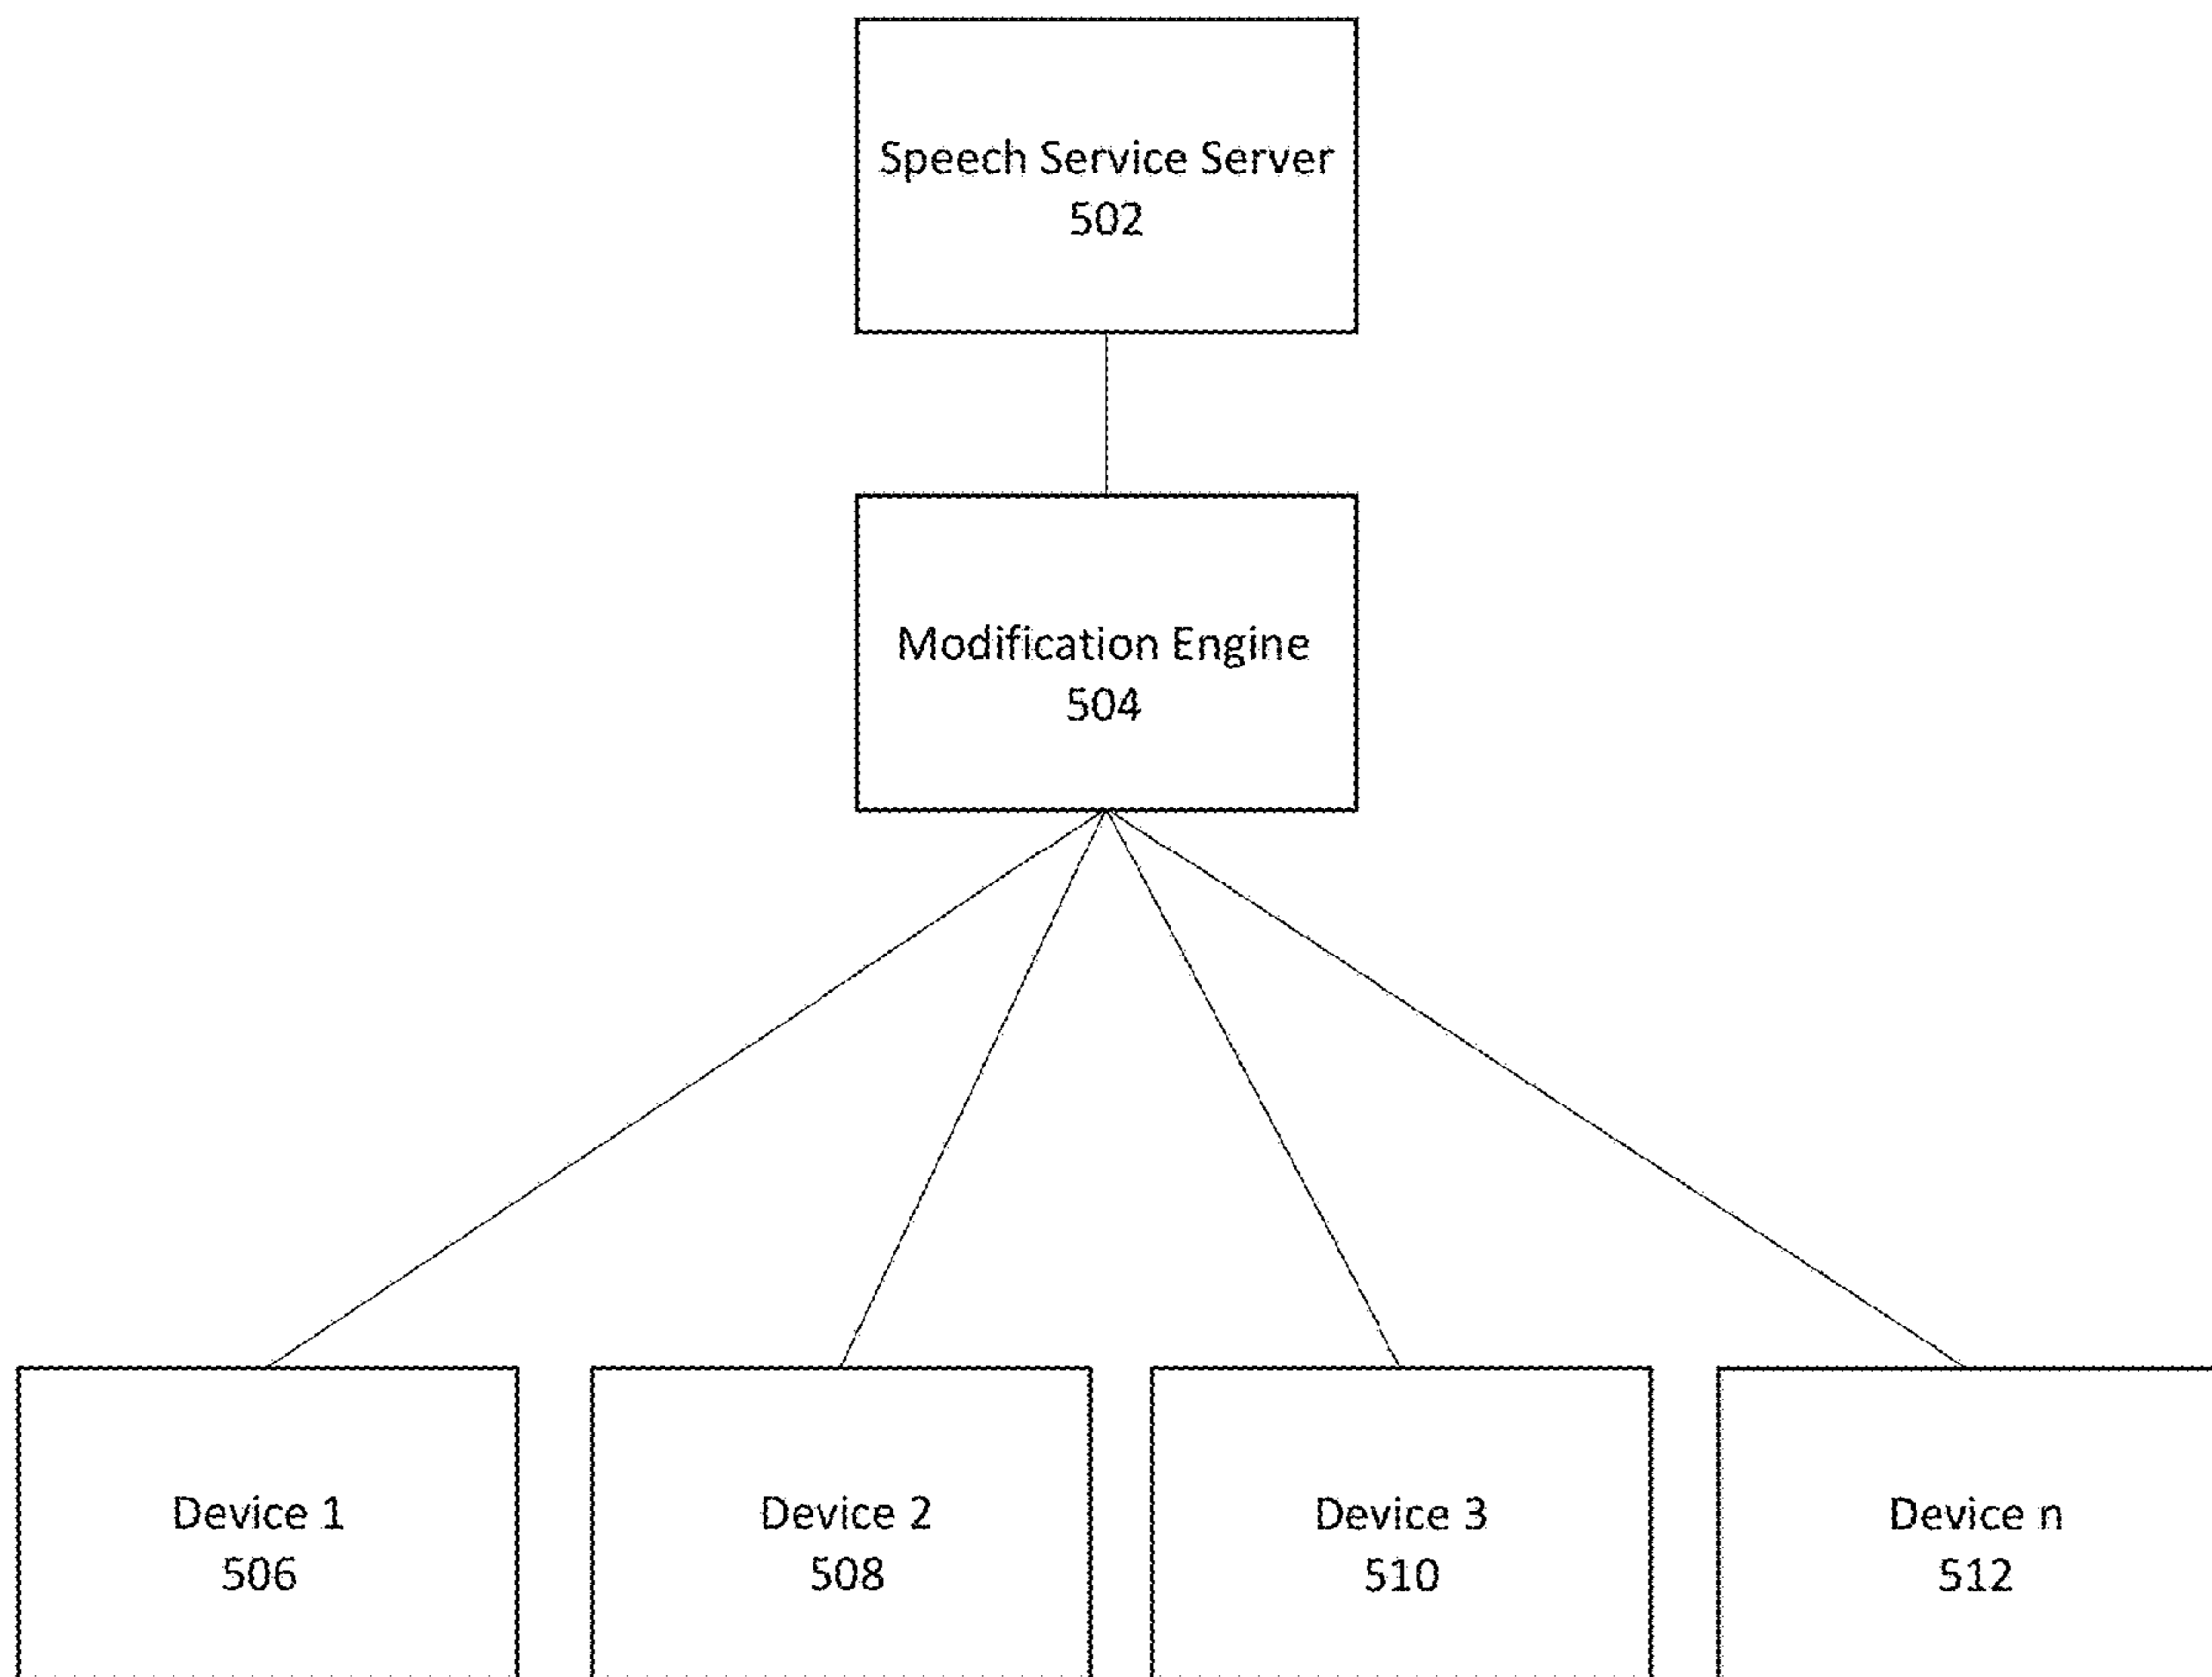 Speech Service Server
502
Modification Engine
504
Device 1
506
Device 2
508
Device 3
510
Device n
512